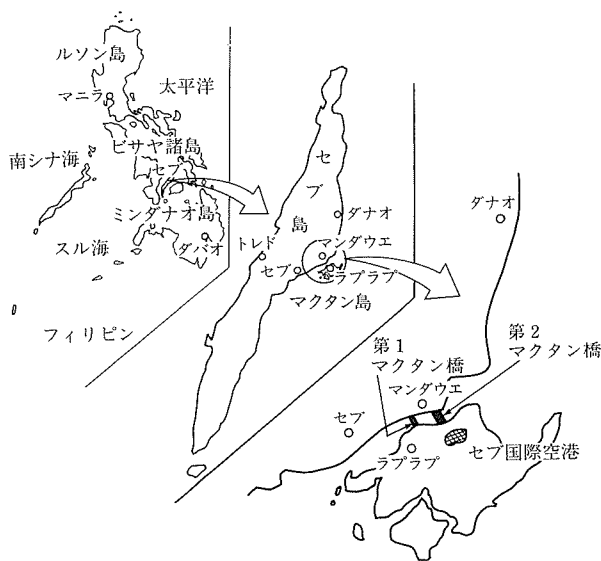 ルソン島
マニラ
太平洋
ビサヤ諸島
南シナ海
セブ
ミンダナオ島
スル海
ダバオ
フィリピン
セブ島
ダナオ
トレド
マンダウエ
セブ
ラプラプ
マクタン島
ダナオ
第1
マクタン橋
第2
マクタン橋
マンダウエ
セブ
ラプラプ
セブ国際空港